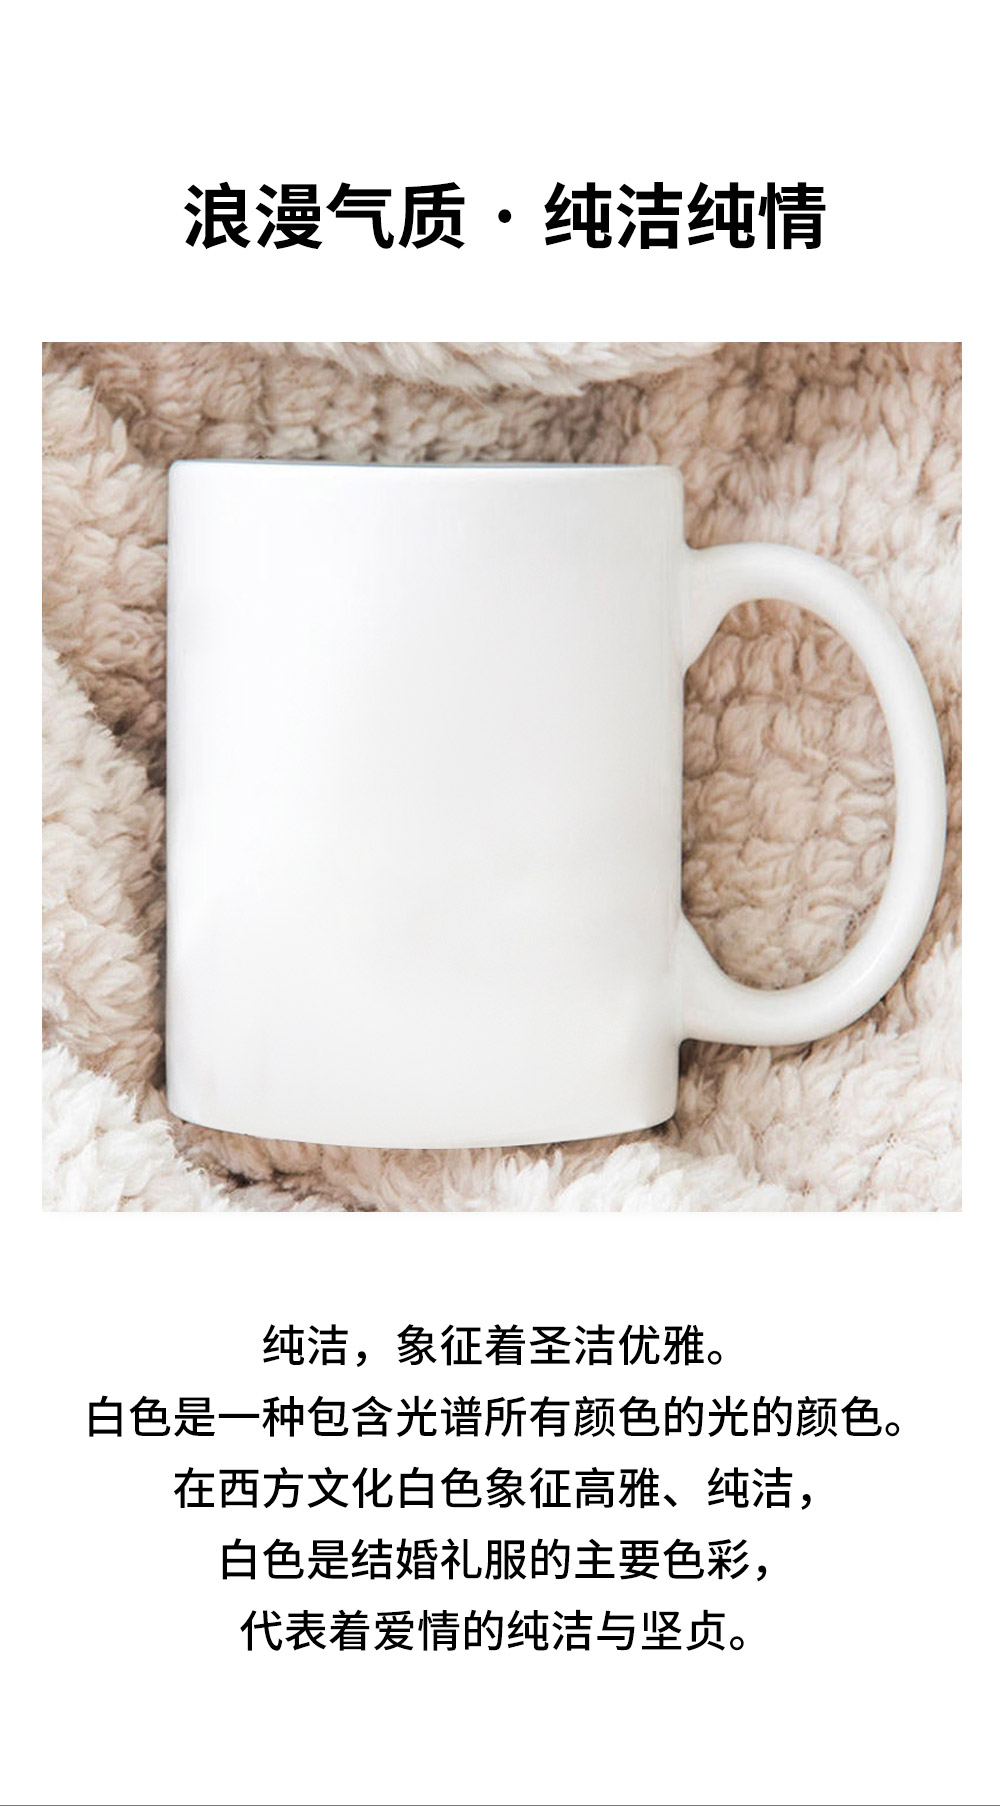 浪漫气质·纯洁纯情
纯洁，象征着圣洁优雅。
白色是一种包含光谱所有颜色的光的颜色。
在西方文化白色象征高雅、纯洁，
白色是结婚礼服的主要色彩，
代表着爱情的纯洁与坚贞。